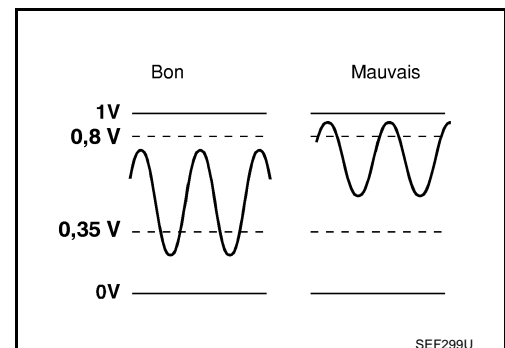 Bon Mauvais
1V
0,8 V
0,35 V
0V
SEF299U